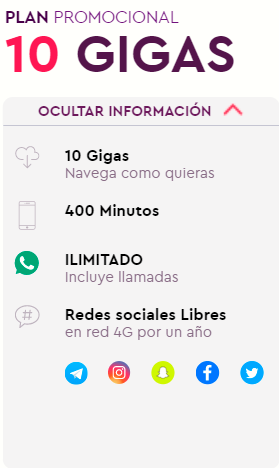 PLAN PROMOCIONAL
10 GIGAS
OCULTAR INFORMACIÓN
10 Gigas
Navega como quieras
400 Minutos
ILIMITADO
Incluye llamadas
#
Redes sociales Libres
en red 4G por un año